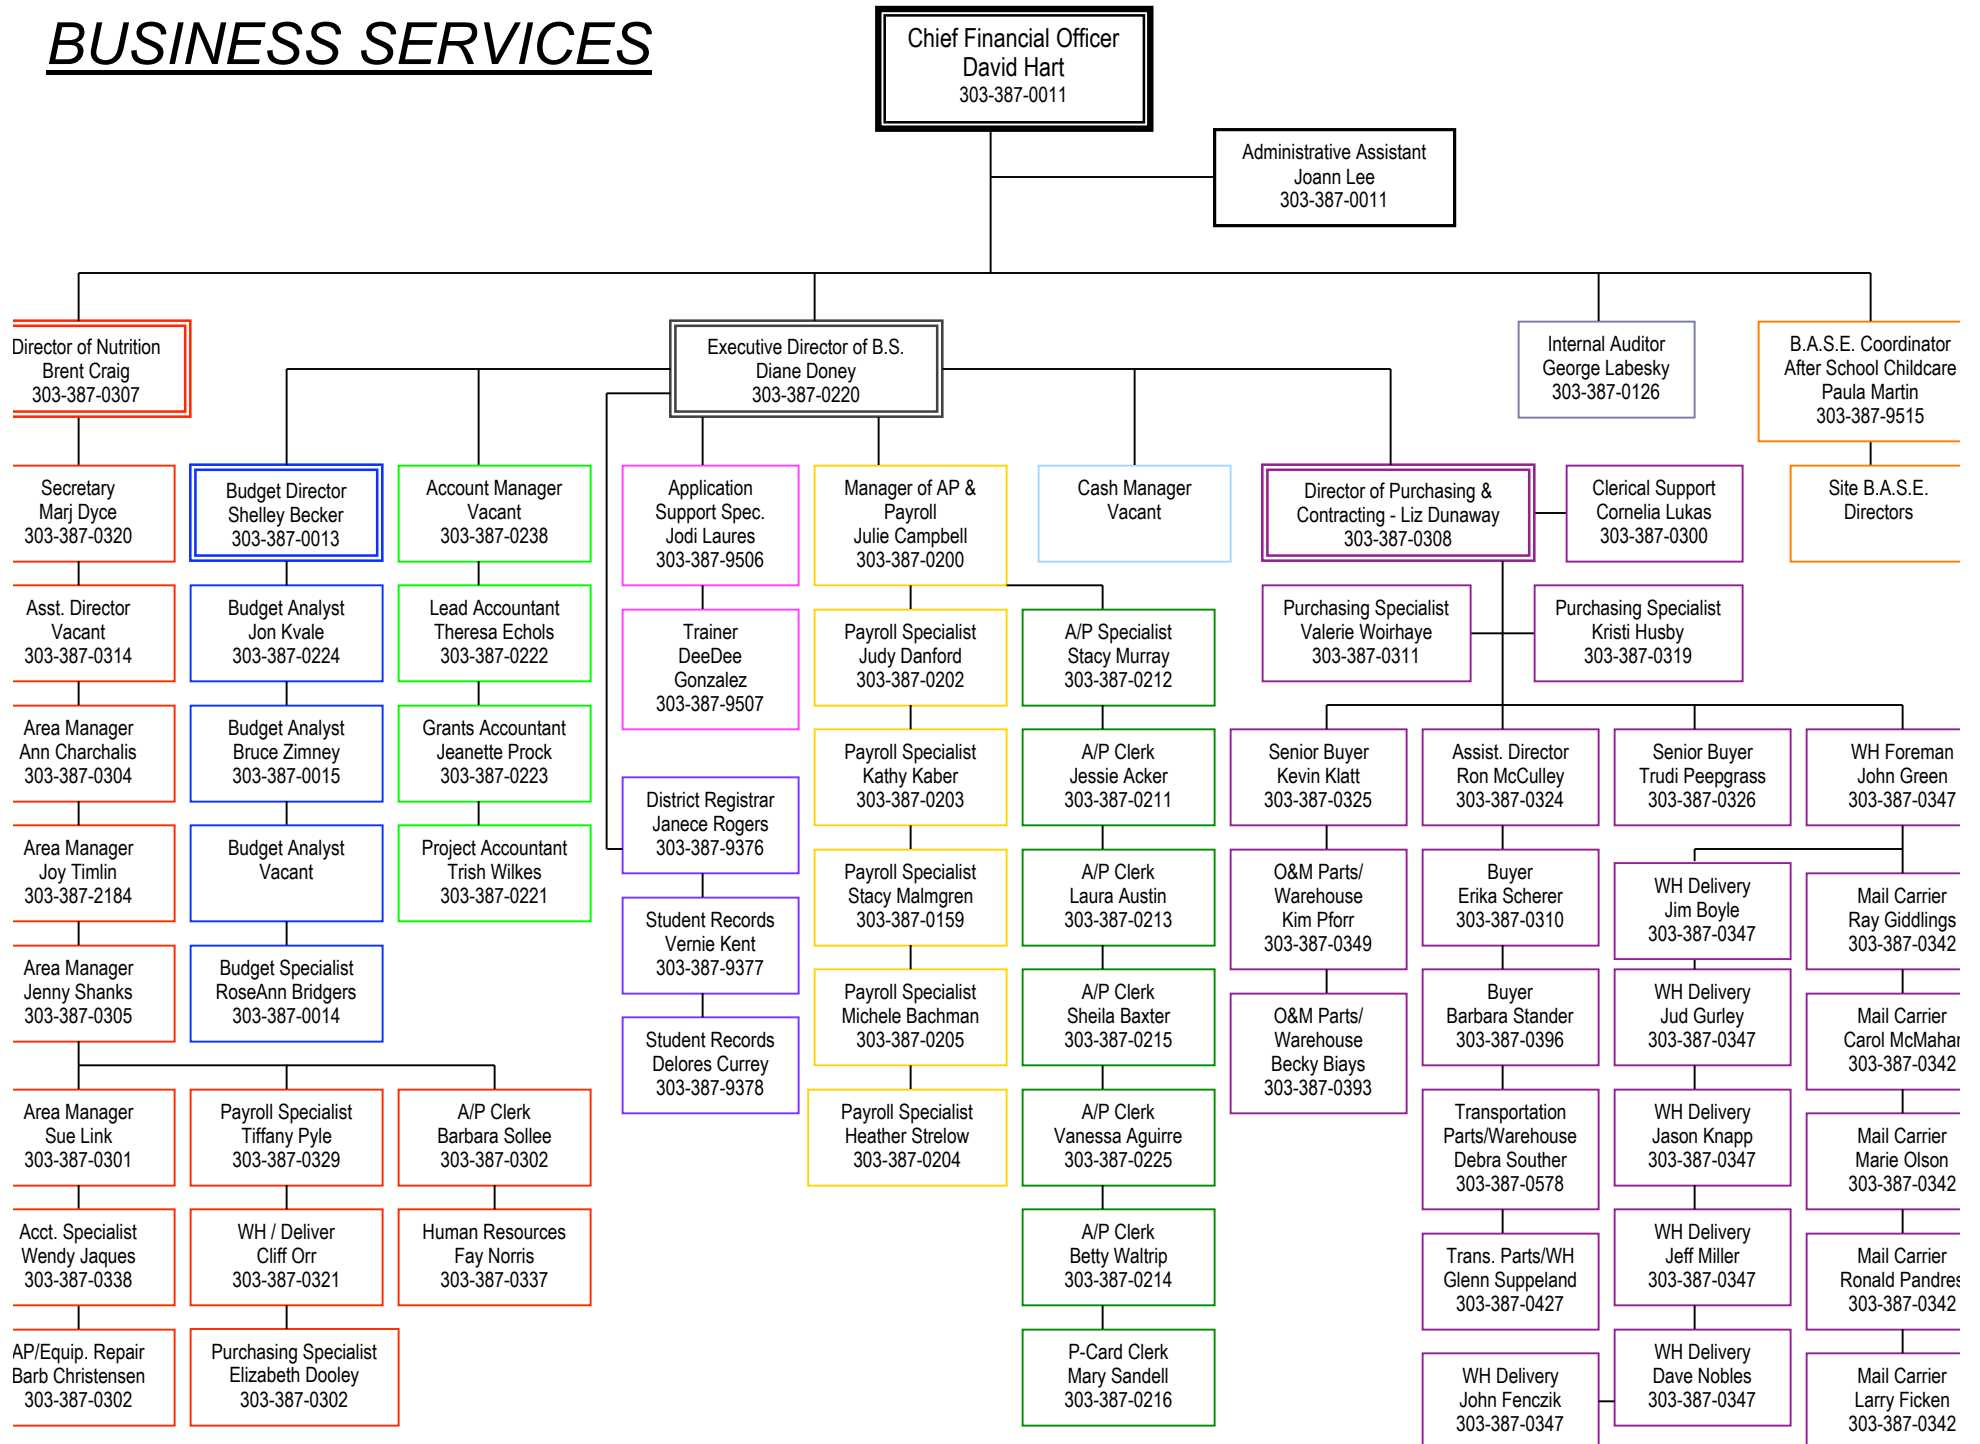 BUSINESS SERVICES
Chief Financial Officer
David Hart
303-387-0011
Administrative Assistant
Joann Lee
303-387-0011
Director of Nutrition
Brent Craig
303-387-0307
Executive Director of B.S.
Diane Doney
303-387-0220
Internal Auditor
George Labesky
303-387-0126
B.A.S.E. Coordinator
After School Childcare
Paula Martin
303-387-9515
Secretary
Marj Dyce
303-387-0320
Budget Director
Shelley Becker
303-387-0013
Account Manager
Vacant
303-387-0238
Application
Support Spec.
Jodi Laures
303-387-9506
Manager of AP &
Payroll
Julie Campbell
303-387-0200
Cash Manager
Vacant
Director of Purchasing &
Contracting - Liz Dunaway
303-387-0308
Clerical Support
Cornelia Lukas
303-387-0300
Site B.A.S.E.
Directors
Asst. Director
Vacant
303-387-0314
Budget Analyst
Jon Kvale
303-387-0224
Lead Accountant
Theresa Echols
303-387-0222
Trainer
DeeDee
Gonzalez
303-387-9507
Payroll Specialist
Judy Danford
303-387-0202
A/P Specialist
Stacy Murray
303-387-0212
Purchasing Specialist
Valerie Woirhaye
303-387-0311
Purchasing Specialist
Kristi Husby
303-387-0319
Area Manager
Ann Charchalis
303-387-0304
Budget Analyst
Bruce Zimney
303-387-0015
Grants Accountant
Jeanette Prock
303-387-0223
District Registrar
Janece Rogers
303-387-9376
Payroll Specialist
Kathy Kaber
303-387-0203
A/P Clerk
Jessie Acker
303-387-0211
Senior Buyer
Kevin Klatt
303-387-0325
Assist. Director
Ron McCulley
303-387-0324
Senior Buyer
Trudi Peepgrass
303-387-0326
WH Foreman
John Green
303-387-0347
Area Manager
Joy Timlin
303-387-2184
Budget Analyst
Vacant
Project Accountant
Trish Wilkes
303-387-0221
Student Records
Vernie Kent
303-387-9377
Payroll Specialist
Stacy Malmgren
303-387-0159
A/P Clerk
Laura Austin
303-387-0213
O&M Parts/
Warehouse
Kim Pforr
303-387-0349
Buyer
Erika Scherer
303-387-0310
WH Delivery
Jim Boyle
303-387-0347
Mail Carrier
Ray Giddlings
303-387-0342
Area Manager
Jenny Shanks
303-387-0305
Budget Specialist
RoseAnn Bridgers
303-387-0014
Student Records
Delores Currey
303-387-9378
Payroll Specialist
Michele Bachman
303-387-0205
A/P Clerk
Sheila Baxter
303-387-0215
O&M Parts/
Warehouse
Becky Biays
303-387-0393
Buyer
Barbara Stander
303-387-0396
WH Delivery
Jud Gurley
303-387-0347
Mail Carrier
Carol McMahan
303-387-0342
Area Manager
Sue Link
303-387-0301
Payroll Specialist
Tiffany Pyle
303-387-0329
A/P Clerk
Barbara Sollee
303-387-0302
Payroll Specialist
Heather Strelow
303-387-0204
A/P Clerk
Vanessa Aguirre
303-387-0225
Transportation
Parts/Warehouse
Debra Souther
303-387-0578
WH Delivery
Jason Knapp
303-387-0347
Mail Carrier
Marie Olson
303-387-0342
Acct. Specialist
Wendy Jaques
303-387-0338
WH / Deliver
Cliff Orr
303-387-0321
Human Resources
Fay Norris
303-387-0337
A/P Clerk
Betty Waltrip
303-387-0214
Trans. Parts/WH
Glenn Suppeland
303-387-0427
WH Delivery
Jeff Miller
303-387-0347
Mail Carrier
Ronald Pandres
303-387-0342
AP/Equip. Repair
Barb Christensen
303-387-0302
Purchasing Specialist
Elizabeth Dooley
303-387-0302
P-Card Clerk
Mary Sandell
303-387-0216
WH Delivery
John Fenczik
303-387-0347
WH Delivery
Dave Nobles
303-387-0347
Mail Carrier
Larry Ficken
303-387-0342